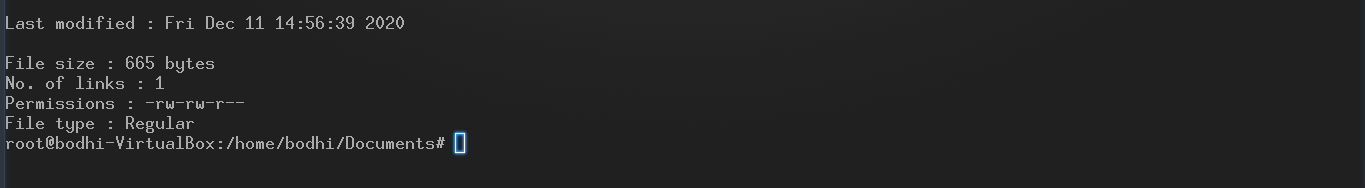 Last modified : Fri Dec 11 14:56:39 2020
File size : 665 bytes
No. of links : 1
Permissions : -rw-rw-r--
File type : Regular
root@bodhi-VirtualBox:/home/bodhi/Documents#